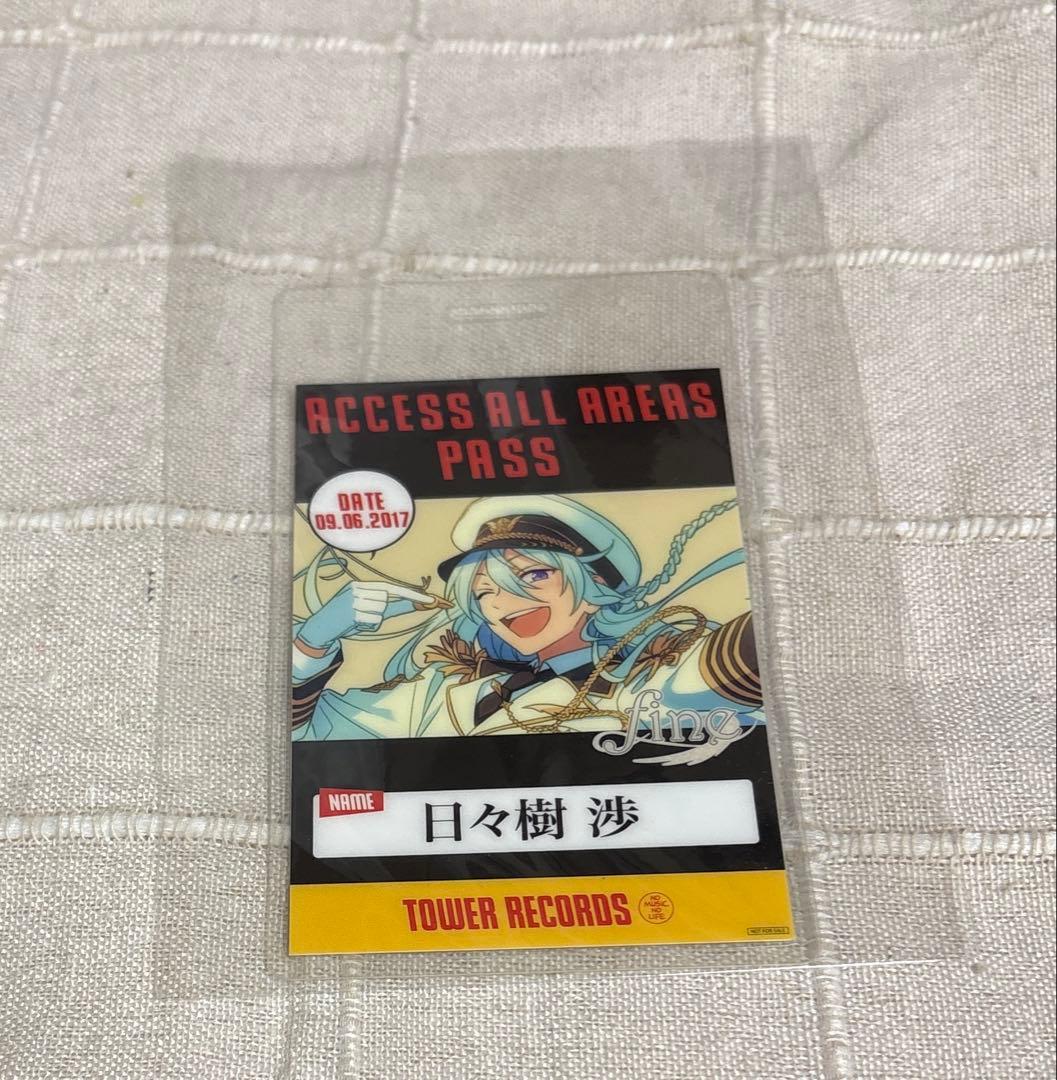 ACCESS ALL AREAS
PASS
DATE
09.06.2017
fine
NAME
日々樹 渉
TOWER RECORDS
NO
MUSIC,
NO
LIFE.
NOT FOR SALE